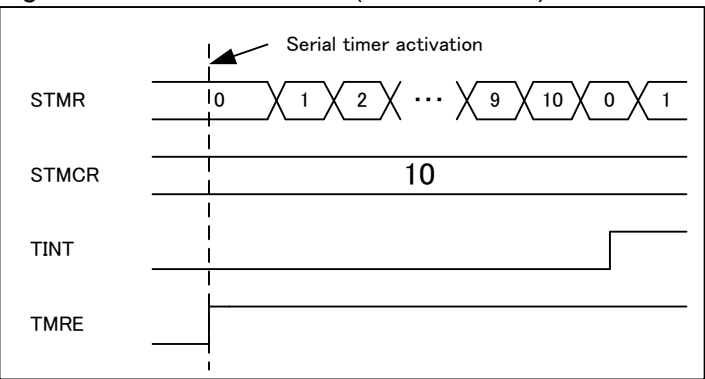 Serial timer activation
STMR 0 1 2 ··· 9 10 0 1
STMCR 10
TINT
TMRE